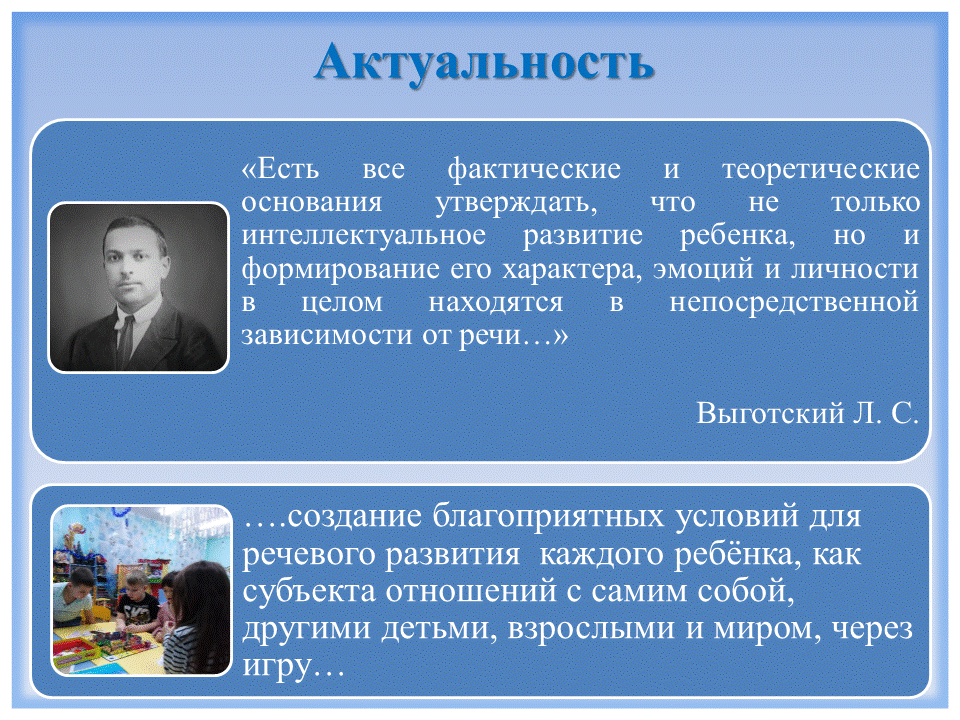 Актуальность
«Есть все фактические и теоретические
основания утверждать, что не только
интеллектуальное развитие ребенка, но и
формирование его характера, эмоций и личности
в целом находятся в непосредственной
зависимости от речи…»
Выготский Л. С.
….создание благоприятных условий для
речевого развития каждого ребёнка, как
субъекта отношений с самим собой,
другими детьми, взрослыми и миром, через
игру…